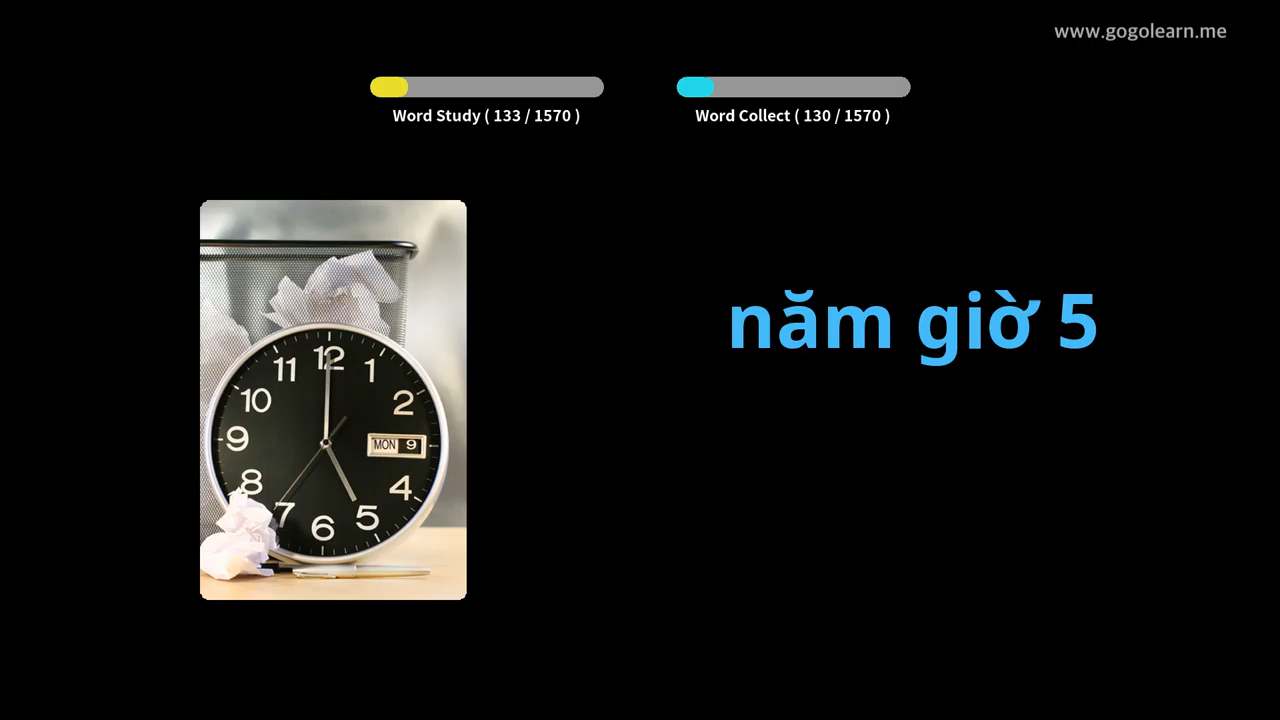 www.gogolearn.me
Word Study ( 133 / 1570 )
Word Collect ( 130 / 1570 )
năm giờ 5
12
11
1
10
2
9
MON 9
8
4
7
5
6